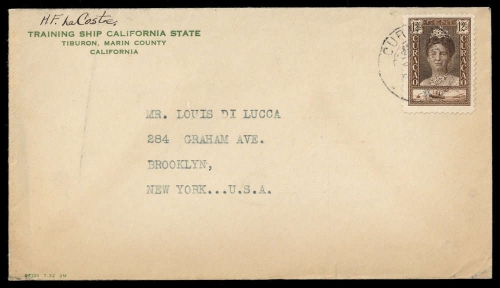 H.F. LaCoste
TRAINING SHIP CALIFORNIA STATE
TIBURON, MARIN COUNTY
CALIFORNIA
CURAÇAO
CURAÇAO
MR. LOUIS DI LUCCA
284 GRAHAM AVE.
BROOKLYN,
NEW YORK...U.S.A.